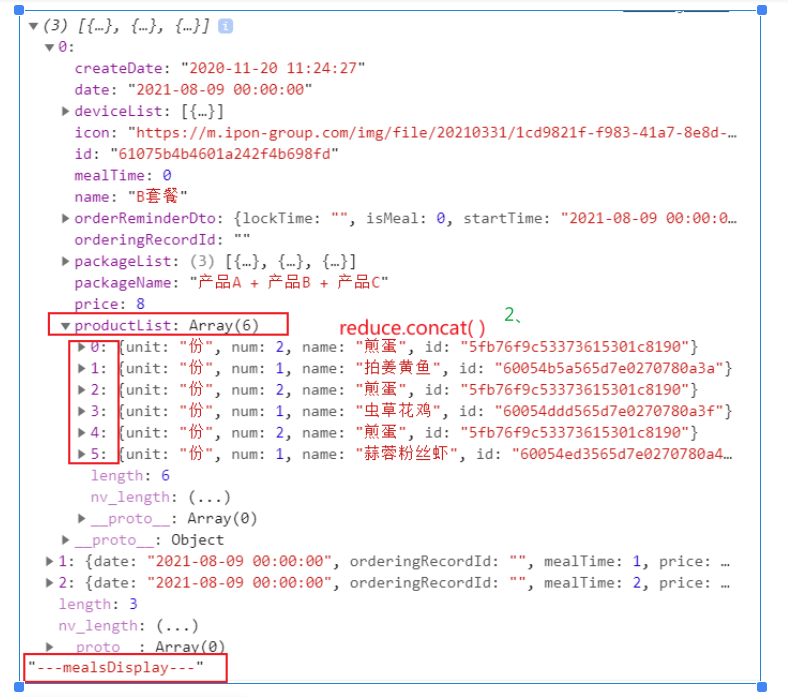 ▼(3) [{…}, {…}, {…}] i
▼0:
createDate: "2020-11-20 11:24:27"
date: "2021-08-09 00:00:00"
▶deviceList: [{…}]
icon: "https://m.ipon-group.com/img/file/20210331/1cd9821f-f983-41a7-8e8d-…
id: "61075b4b4601a242f4b698fd"
mealTime: 0
name: "B套餐"
▶orderReminderDto: {lockTime: "", isMeal: 0, startTime: "2021-08-09 00:00:0…
orderingRecordId: ""
▶packageList: (3) [{…}, {…}, {…}]
packageName: "产品A + 产品B + 产品C"
price: 8
▼productList: Array(6) reduce.concat( ) 2、
▶0: {unit: "份", num: 2, name: "煎蛋", id: "5fb76f9c53373615301c8190"}
▶1: {unit: "份", num: 1, name: "拍姜黄鱼", id: "60054b5a565d7e0270780a3a"}
▶2: {unit: "份", num: 2, name: "煎蛋", id: "5fb76f9c53373615301c8190"}
▶3: {unit: "份", num: 1, name: "虫草花鸡", id: "60054ddd565d7e0270780a3f"}
▶4: {unit: "份", num: 2, name: "煎蛋", id: "5fb76f9c53373615301c8190"}
▶5: {unit: "份", num: 1, name: "蒜蓉粉丝虾", id: "60054ed3565d7e0270780a4…
length: 6
nv_length: (...)
▶__proto__: Array(0)
▶__proto__: Object
▶1: {date: "2021-08-09 00:00:00", orderingRecordId: "", mealTime: 1, price: …
▶2: {date: "2021-08-09 00:00:00", orderingRecordId: "", mealTime: 2, price: …
length: 3
nv_length: (...)
▶__proto__: Array(0)
"---mealsDisplay---"